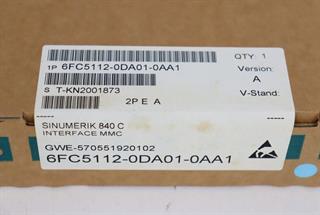 1P 6FC5112-0DA01-0AA1
QTY: 1
Version:
A
S T-KN2001873
V-Stand:
2P E A
SINUMERIK 840 C
INTERFACE MMC
GWE-570551920102
6FC5112-0DA01-0AA1